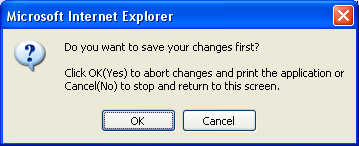 Microsoft Internet Explorer
Do you want to save your changes first?
Click OK(Yes) to abort changes and print the application or
Cancel(No) to stop and return to this screen.
OK
Cancel